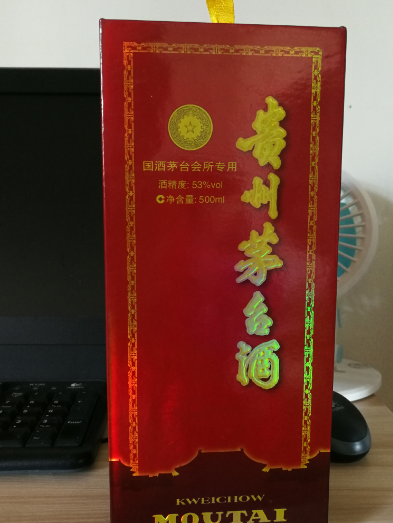 贵州茅台酒
国酒茅台会所专用
酒精度: 53%vol
净含量: 500ml
KWEICHOW
MOUTAI